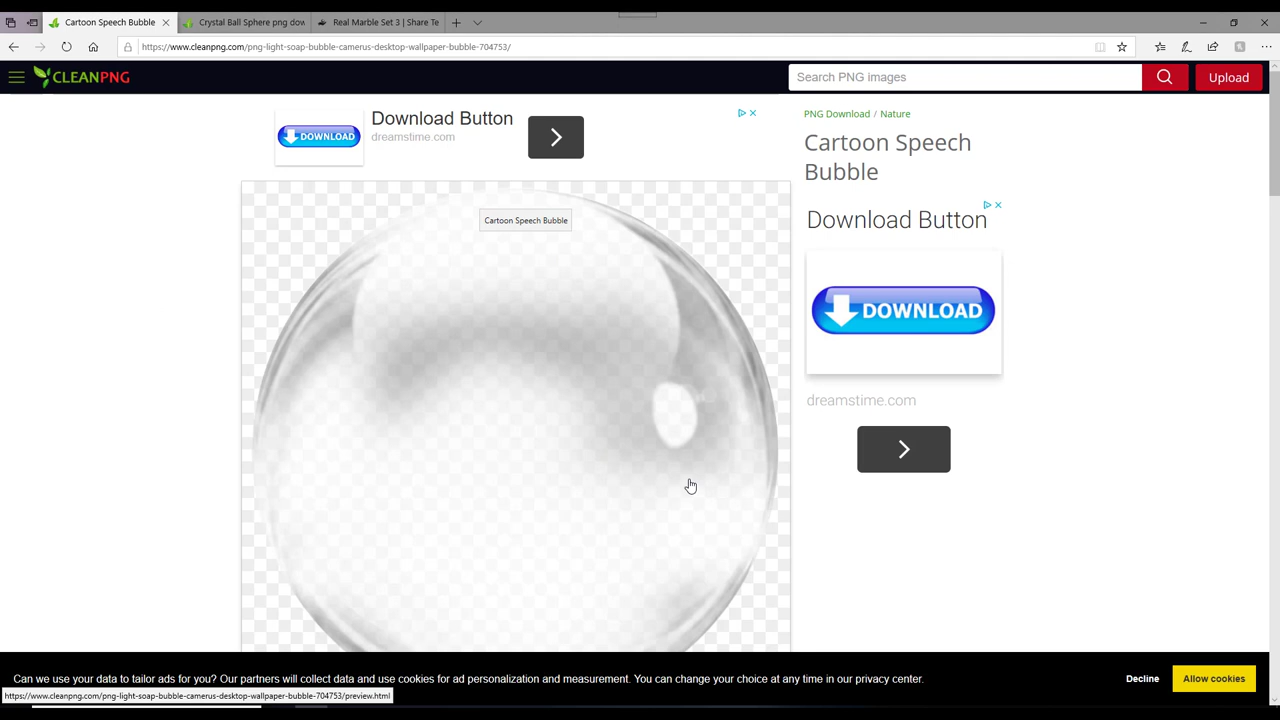 Cartoon Speech Bubble
Crystal Ball Sphere png dow
Real Marble Set 3 | Share Te
https://www.cleanpng.com/png-light-soap-bubble-camerus-desktop-wallpaper-bubble-704753/
CLEANPNG
Search PNG images
Upload
DOWNLOAD
Download Button
dreamstime.com
PNG Download / Nature
Cartoon Speech
Bubble
Cartoon Speech Bubble
Download Button
DOWNLOAD
dreamstime.com
Can we use your data to tailor ads for you? Our partners will collect data and use cookies for ad personalization and measurement. You can change your choice at any time in our privacy center.
Decline
Allow cookies
https://www.cleanpng.com/png-light-soap-bubble-camerus-desktop-wallpaper-bubble-704753/preview.html